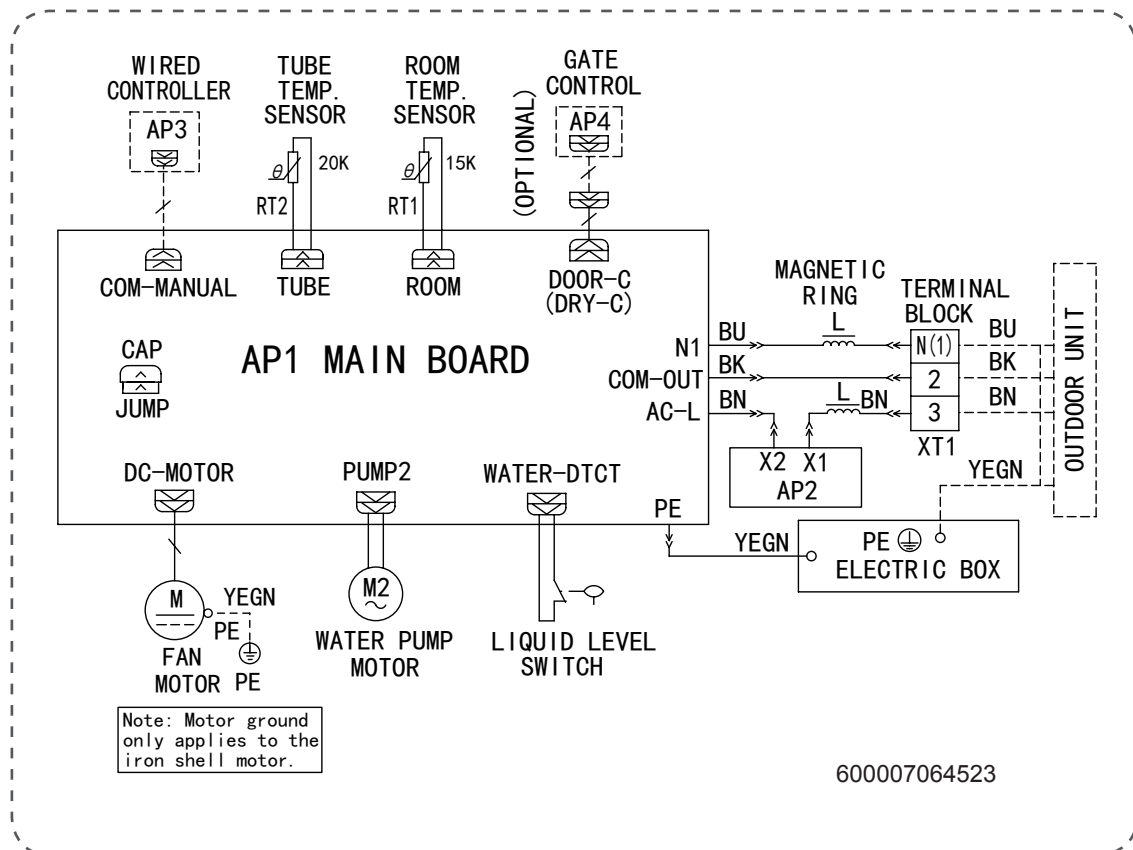 WIRED
CONTROLLER
AP3
TUBE
TEMP.
SENSOR
20K
RT2
ROOM
TEMP.
SENSOR
15K
RT1
GATE
CONTROL
(OPTIONAL)
AP4
COM-MANUAL
TUBE
ROOM
DOOR-C
(DRY-C)
MAGNETIC
RING
TERMINAL
BLOCK
CAP
JUMP
AP1 MAIN BOARD
N1
BU
L
N(1)
BU
COM-OUT
BK
2
BK
AC-L
BN
L
BN
3
BN
XT1
OUTDOOR UNIT
X2 X1
AP2
YEGN
DC-MOTOR
PUMP2
WATER-DTCT
PE
YEGN
PE
ELECTRIC BOX
M
YEGN
PE
FAN
MOTOR
PE
M2
WATER PUMP
MOTOR
LIQUID LEVEL
SWITCH
Note: Motor ground
only applies to the
iron shell motor.
600007064523